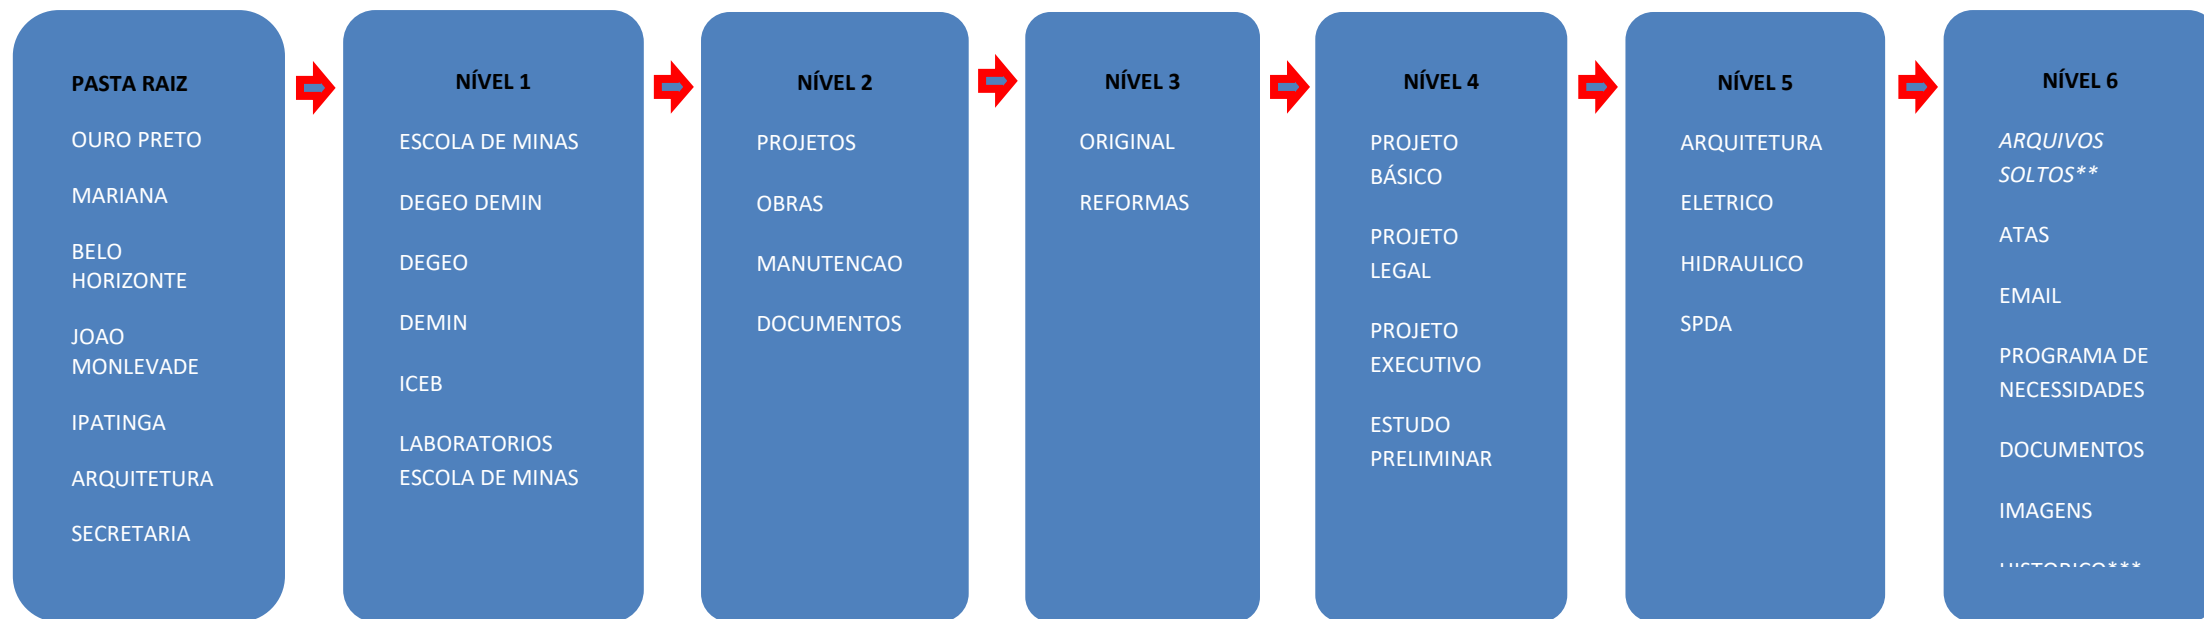 PASTA RAIZ
OURO PRETO
MARIANA
BELO
HORIZONTE
JOAO
MONLEVADE
IPATINGA
ARQUITETURA
SECRETARIA
NÍVEL 1
ESCOLA DE MINAS
DEGEO DEMIN
DEGEO
DEMIN
ICEB
LABORATORIOS
ESCOLA DE MINAS
NÍVEL 2
PROJETOS
OBRAS
MANUTENCAO
DOCUMENTOS
NÍVEL 3
ORIGINAL
REFORMAS
NÍVEL 4
PROJETO
BÁSICO
PROJETO
LEGAL
PROJETO
EXECUTIVO
ESTUDO
PRELIMINAR
NÍVEL 5
ARQUITETURA
ELETRICO
HIDRAULICO
SPDA
NÍVEL 6
ARQUIVOS
SOLTOS**
ATAS
EMAIL
PROGRAMA DE
NECESSIDADES
DOCUMENTOS
IMAGENS
HISTORICO***